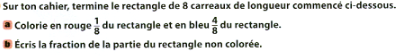 Sur ton cahier, termine le rectangle de 8 carreaux de longueur commencé ci-dessous.
a Colorie en rouge 1/8 du rectangle et en bleu 4/8 du rectangle.
b Écris la fraction de la partie du rectangle non colorée.